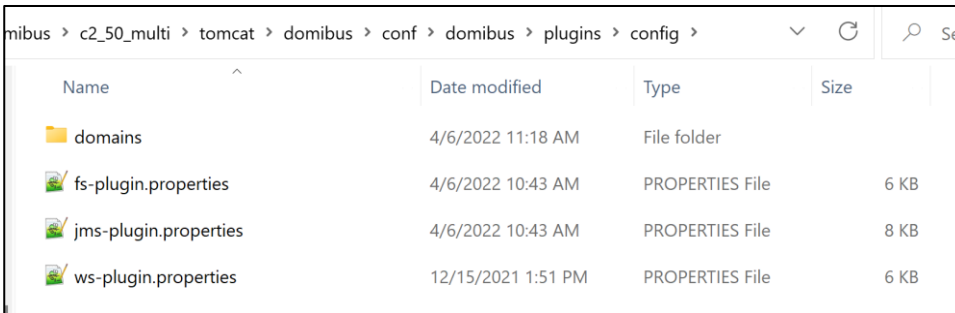 mibus > c2_50_multi > tomcat > domibus > conf > domibus > plugins > config >
Name Date modified Type Size
domains 4/6/2022 11:18 AM File folder
fs-plugin.properties 4/6/2022 10:43 AM PROPERTIES File 6 KB
jms-plugin.properties 4/6/2022 10:43 AM PROPERTIES File 8 KB
ws-plugin.properties 12/15/2021 1:51 PM PROPERTIES File 6 KB